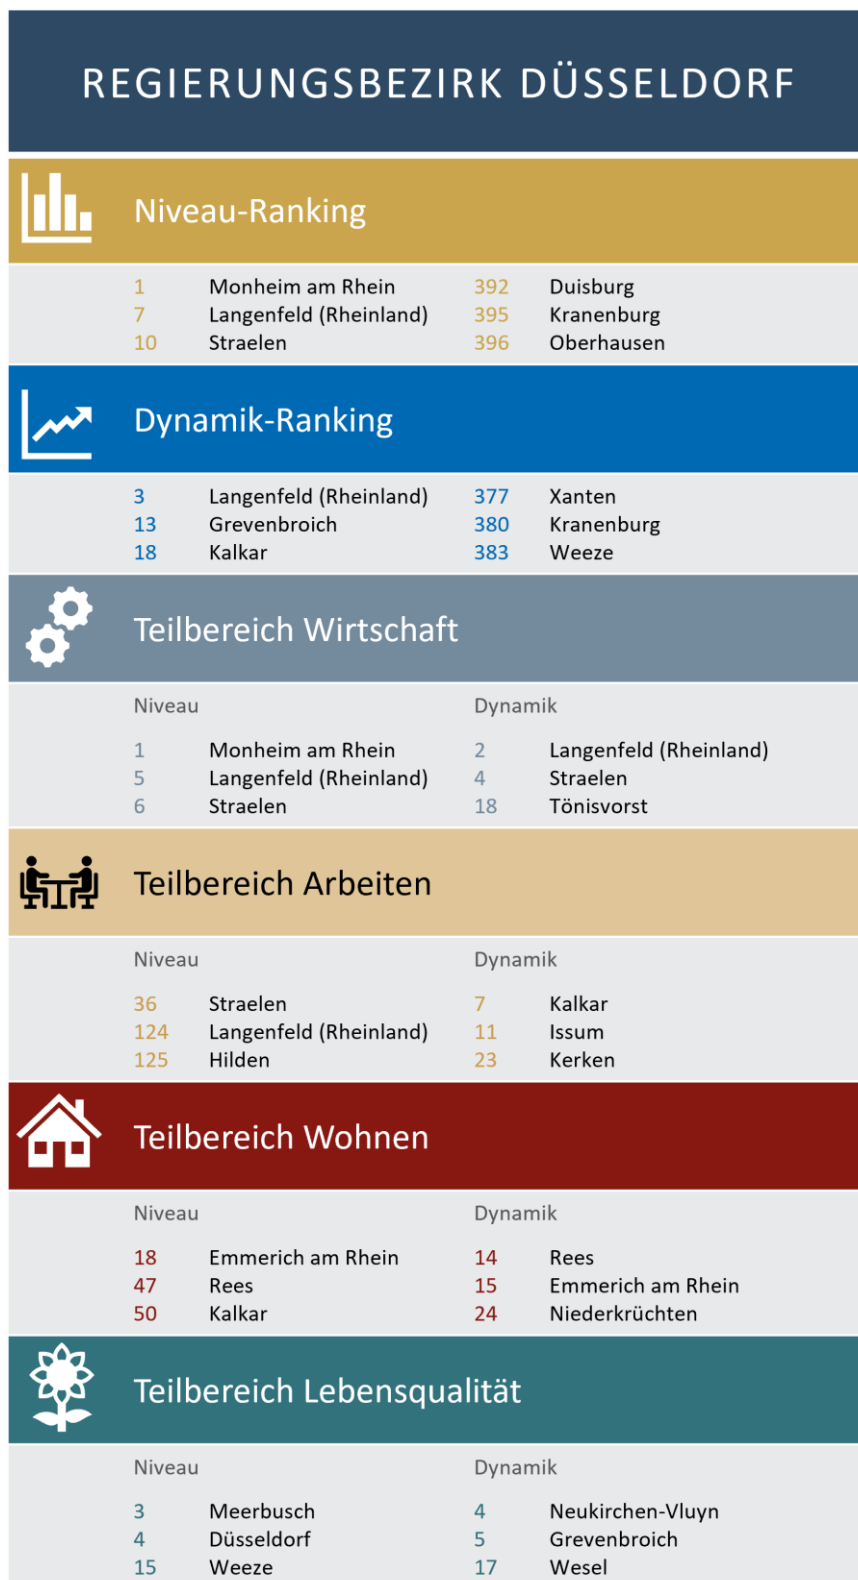 REGIERUNGSBEZIRK DÜSSELDORF
Niveau-Ranking
1 Monheim am Rhein 392 Duisburg
7 Langenfeld (Rheinland) 395 Kranenburg
10 Straelen 396 Oberhausen
Dynamik-Ranking
3 Langenfeld (Rheinland) 377 Xanten
13 Grevenbroich 380 Kranenburg
18 Kalkar 383 Weeze
Teilbereich Wirtschaft
Niveau Dynamik
1 Monheim am Rhein 2 Langenfeld (Rheinland)
5 Langenfeld (Rheinland) 4 Straelen
6 Straelen 18 Tönisvorst
Teilbereich Arbeiten
Niveau Dynamik
36 Straelen 7 Kalkar
124 Langenfeld (Rheinland) 11 Issum
125 Hilden 23 Kerken
Teilbereich Wohnen
Niveau Dynamik
18 Emmerich am Rhein 14 Rees
47 Rees 15 Emmerich am Rhein
50 Kalkar 24 Niederkrüchten
Teilbereich Lebensqualität
Niveau Dynamik
3 Meerbusch 4 Neukirchen-Vluyn
4 Düsseldorf 5 Grevenbroich
15 Weeze 17 Wesel